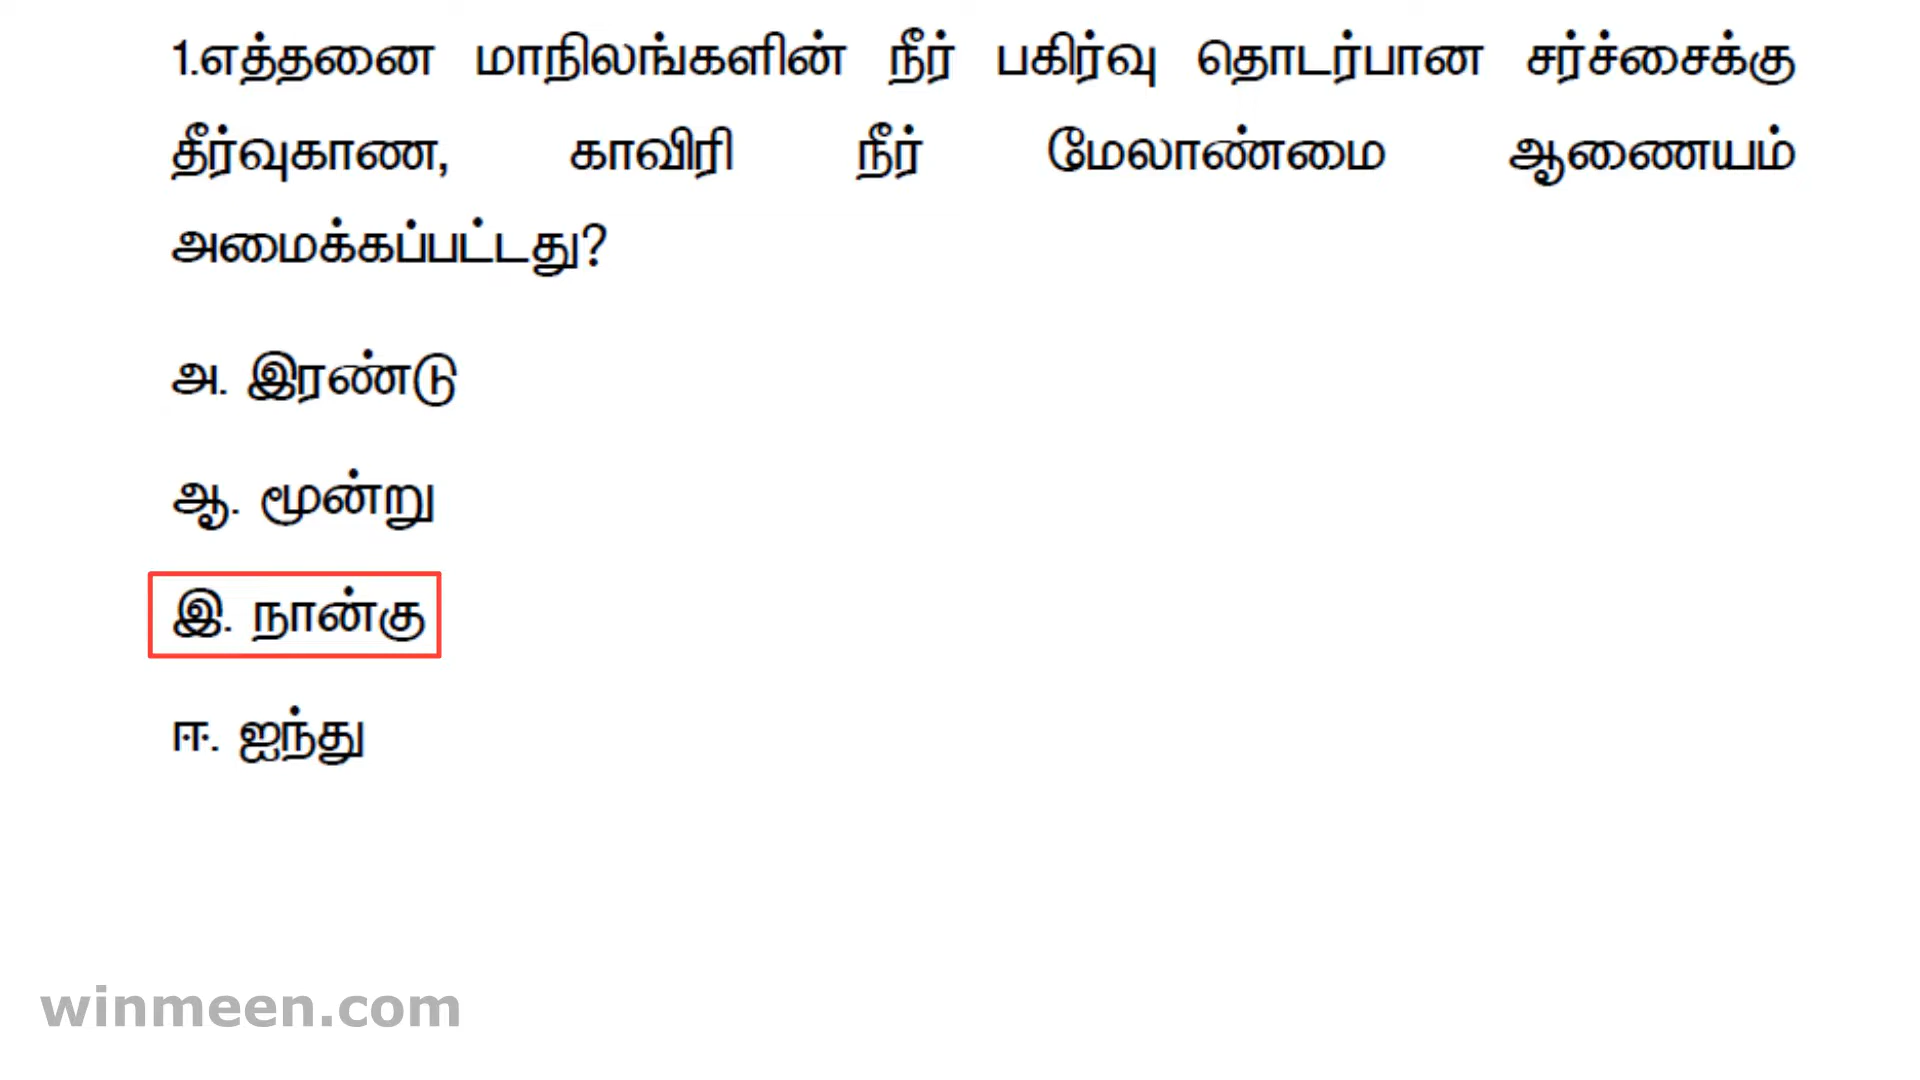 1.எத்தனை மாநிலங்களின் நீர் பகிர்வு தொடர்பான சர்ச்சைக்கு
தீர்வுகாண, காவிரி நீர் மேலாண்மை ஆணையம்
அமைக்கப்பட்டது?
அ. இரண்டு
ஆ. மூன்று
இ. நான்கு
ஈ. ஐந்து
winmeen.com